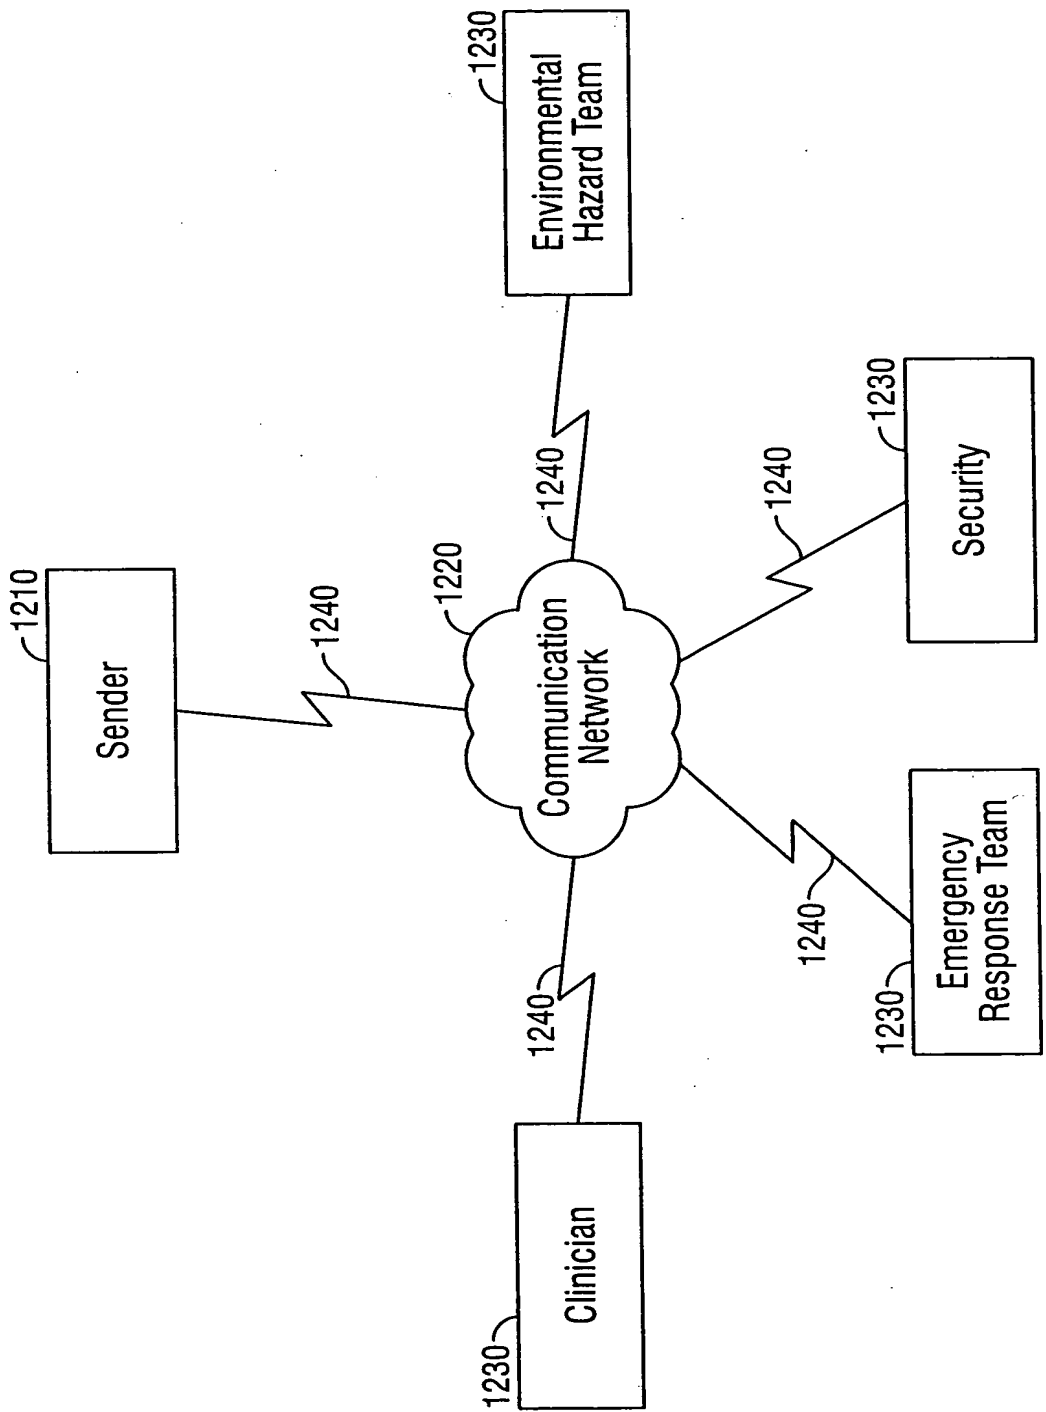 1210
Sender
1240
1220
Communication
Network
1240
1230
Clinician
1240
1230
Environmental
Hazard Team
1240
1230
Emergency
Response Team
1240
1230
Security